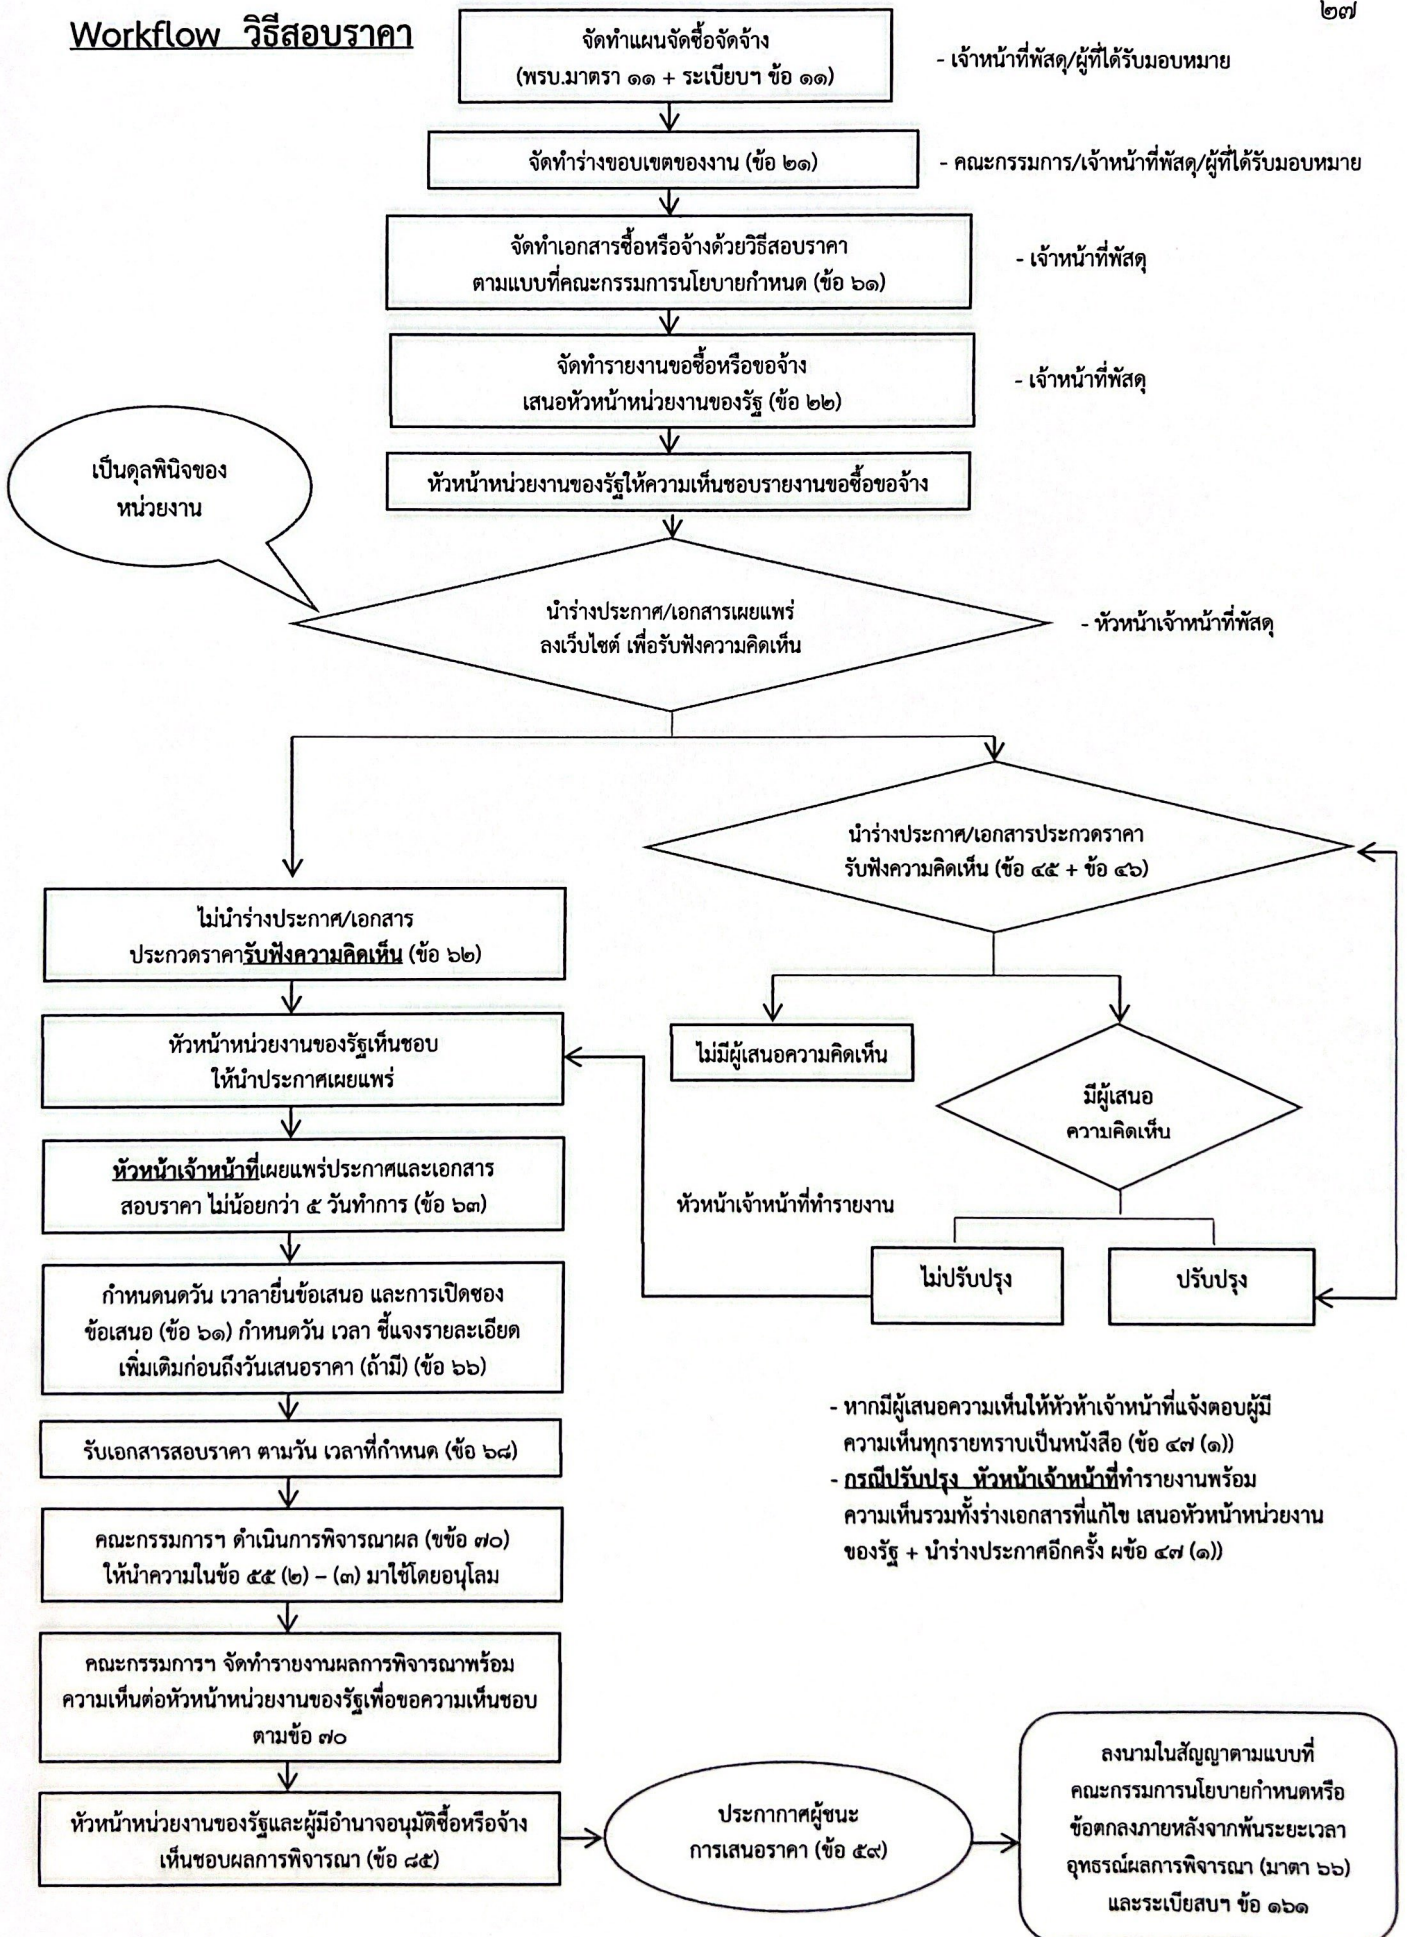 ๒๗
Workflow วิธีสอบราคา
จัดทำแผนจัดซื้อจัดจ้าง
(พรบ.มาตรา ๑๑ + ระเบียบฯ ข้อ ๑๑)
- เจ้าหน้าที่พัสดุ/ผู้ที่ได้รับมอบหมาย
จัดทำร่างขอบเขตของงาน (ข้อ ๒๑)
- คณะกรรมการ/เจ้าหน้าที่พัสดุ/ผู้ที่ได้รับมอบหมาย
จัดทำเอกสารซื้อหรือจ้างด้วยวิธีสอบราคา
ตามแบบที่คณะกรรมการนโยบายกำหนด (ข้อ ๖๑)
- เจ้าหน้าที่พัสดุ
จัดทำรายงานขอซื้อหรือขอจ้าง
เสนอหัวหน้าหน่วยงานของรัฐ (ข้อ ๒๒)
- เจ้าหน้าที่พัสดุ
หัวหน้าหน่วยงานของรัฐให้ความเห็นชอบรายงานขอซื้อขอจ้าง
เป็นดุลพินิจของ
หน่วยงาน
นำร่างประกาศ/เอกสารเผยแพร่
ลงเว็บไซต์ เพื่อรับฟังความคิดเห็น
- หัวหน้าเจ้าหน้าที่พัสดุ
นำร่างประกาศ/เอกสารประกวดราคา
รับฟังความคิดเห็น (ข้อ ๔๕ + ข้อ ๔๖)
ไม่นำร่างประกาศ/เอกสาร
ประกวดราคารับฟังความคิดเห็น (ข้อ ๖๒)
หัวหน้าหน่วยงานของรัฐเห็นชอบ
ให้นำประกาศเผยแพร่
ไม่มีผู้เสนอความคิดเห็น
มีผู้เสนอ
ความคิดเห็น
หัวหน้าเจ้าหน้าที่เผยแพร่ประกาศและเอกสาร
สอบราคา ไม่น้อยกว่า ๕ วันทำการ (ข้อ ๖๓)
หัวหน้าเจ้าหน้าที่ทำรายงาน
ไม่ปรับปรุง
ปรับปรุง
กำหนดนดวัน เวาลายื่นข้อเสนอ และการเปิดซอง
ข้อเสนอ (ข้อ ๖๑) กำหนดวัน เวลา ชี้แจงรายละเอียด
เพิ่มเติมก่อนถึงวันเสนอราคา (ถ้ามี) (ข้อ ๖๖)
- หากมีผู้เสนอความเห็นให้หัวห้าเจ้าหน้าที่แจ้งตอบผู้มี
ความเห็นทุกรายทราบเป็นหนังสือ (ข้อ ๔๗ (๑))
- กรณีปรับปรุง หัวหน้าเจ้าหน้าที่ทำรายงานพร้อม
ความเห็นรวมทั้งร่างเอกสารที่แก้ไข เสนอหัวหน้าหน่วยงาน
ของรัฐ + นำร่างประกาศอีกครั้ง ผข้อ ๔๗ (๑))
รับเอกสารสอบราคา ตามวัน เวลาที่กำหนด (ข้อ ๖๘)
คณะกรรมการฯ ดำเนินการพิจารณาผล (ขข้อ ๗๐)
ให้นำความในข้อ ๕๕ (๒) – (๓) มาใช้โดยอนุโลม
คณะกรรมการฯ จัดทำรายงานผลการพิจารณาพร้อม
ความเห็นต่อหัวหน้าหน่วยงานของรัฐเพื่อขอความเห็นชอบ
ตามข้อ ๗๐
หัวหน้าหน่วยงานของรัฐและผู้มีอำนาจอนุมัติซื้อหรือจ้าง
เห็นชอบผลการพิจารณา (ข้อ ๘๕)
ประกากาศผู้ชนะ
การเสนอราคา (ข้อ ๕๙)
ลงนามในสัญญาตามแบบที่
คณะกรรมการนโยบายกำหนดหรือ
ข้อตกลงภายหลังจากพ้นระยะเวลา
อุทธรณ์ผลการพิจารณา (มาตา ๖๖)
และระเบียสบฯ ข้อ ๑๖๑